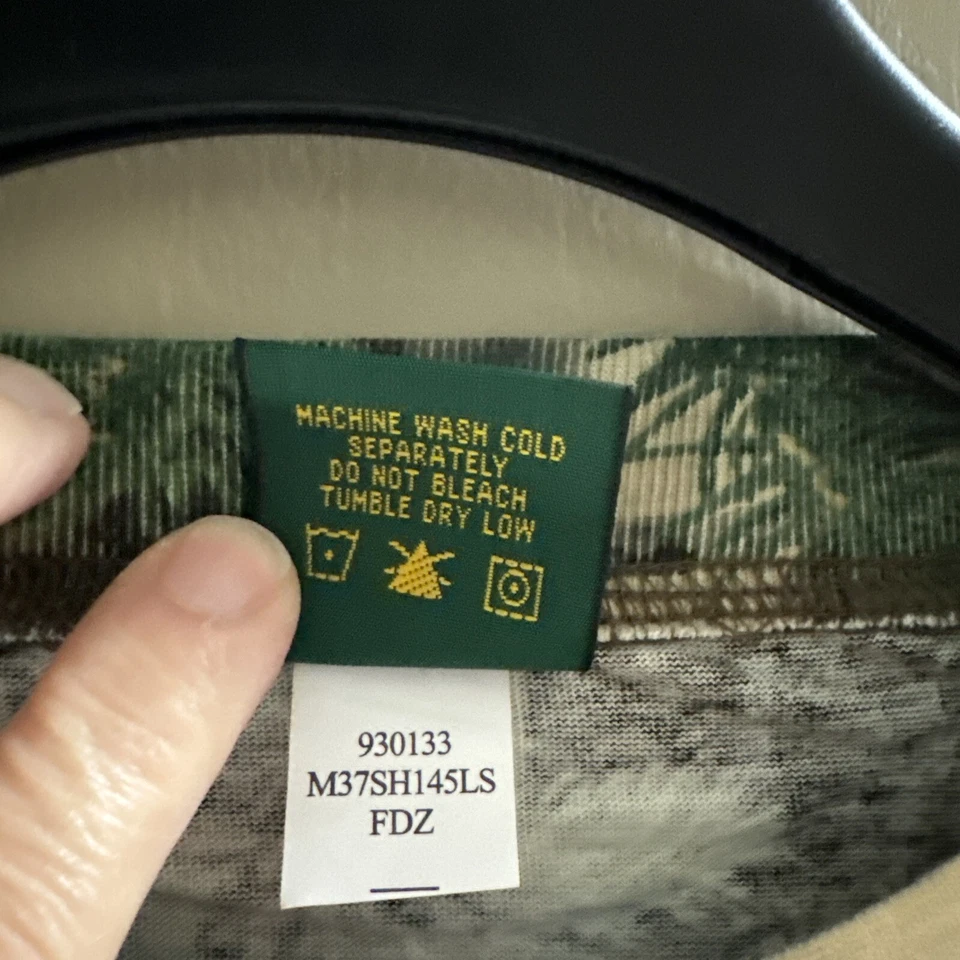 MACHINE WASH COLD
SEPARATELY
DO NOT BLEACH
TUMBLE DRY LOW
930133
M37SH145LS
FDZ